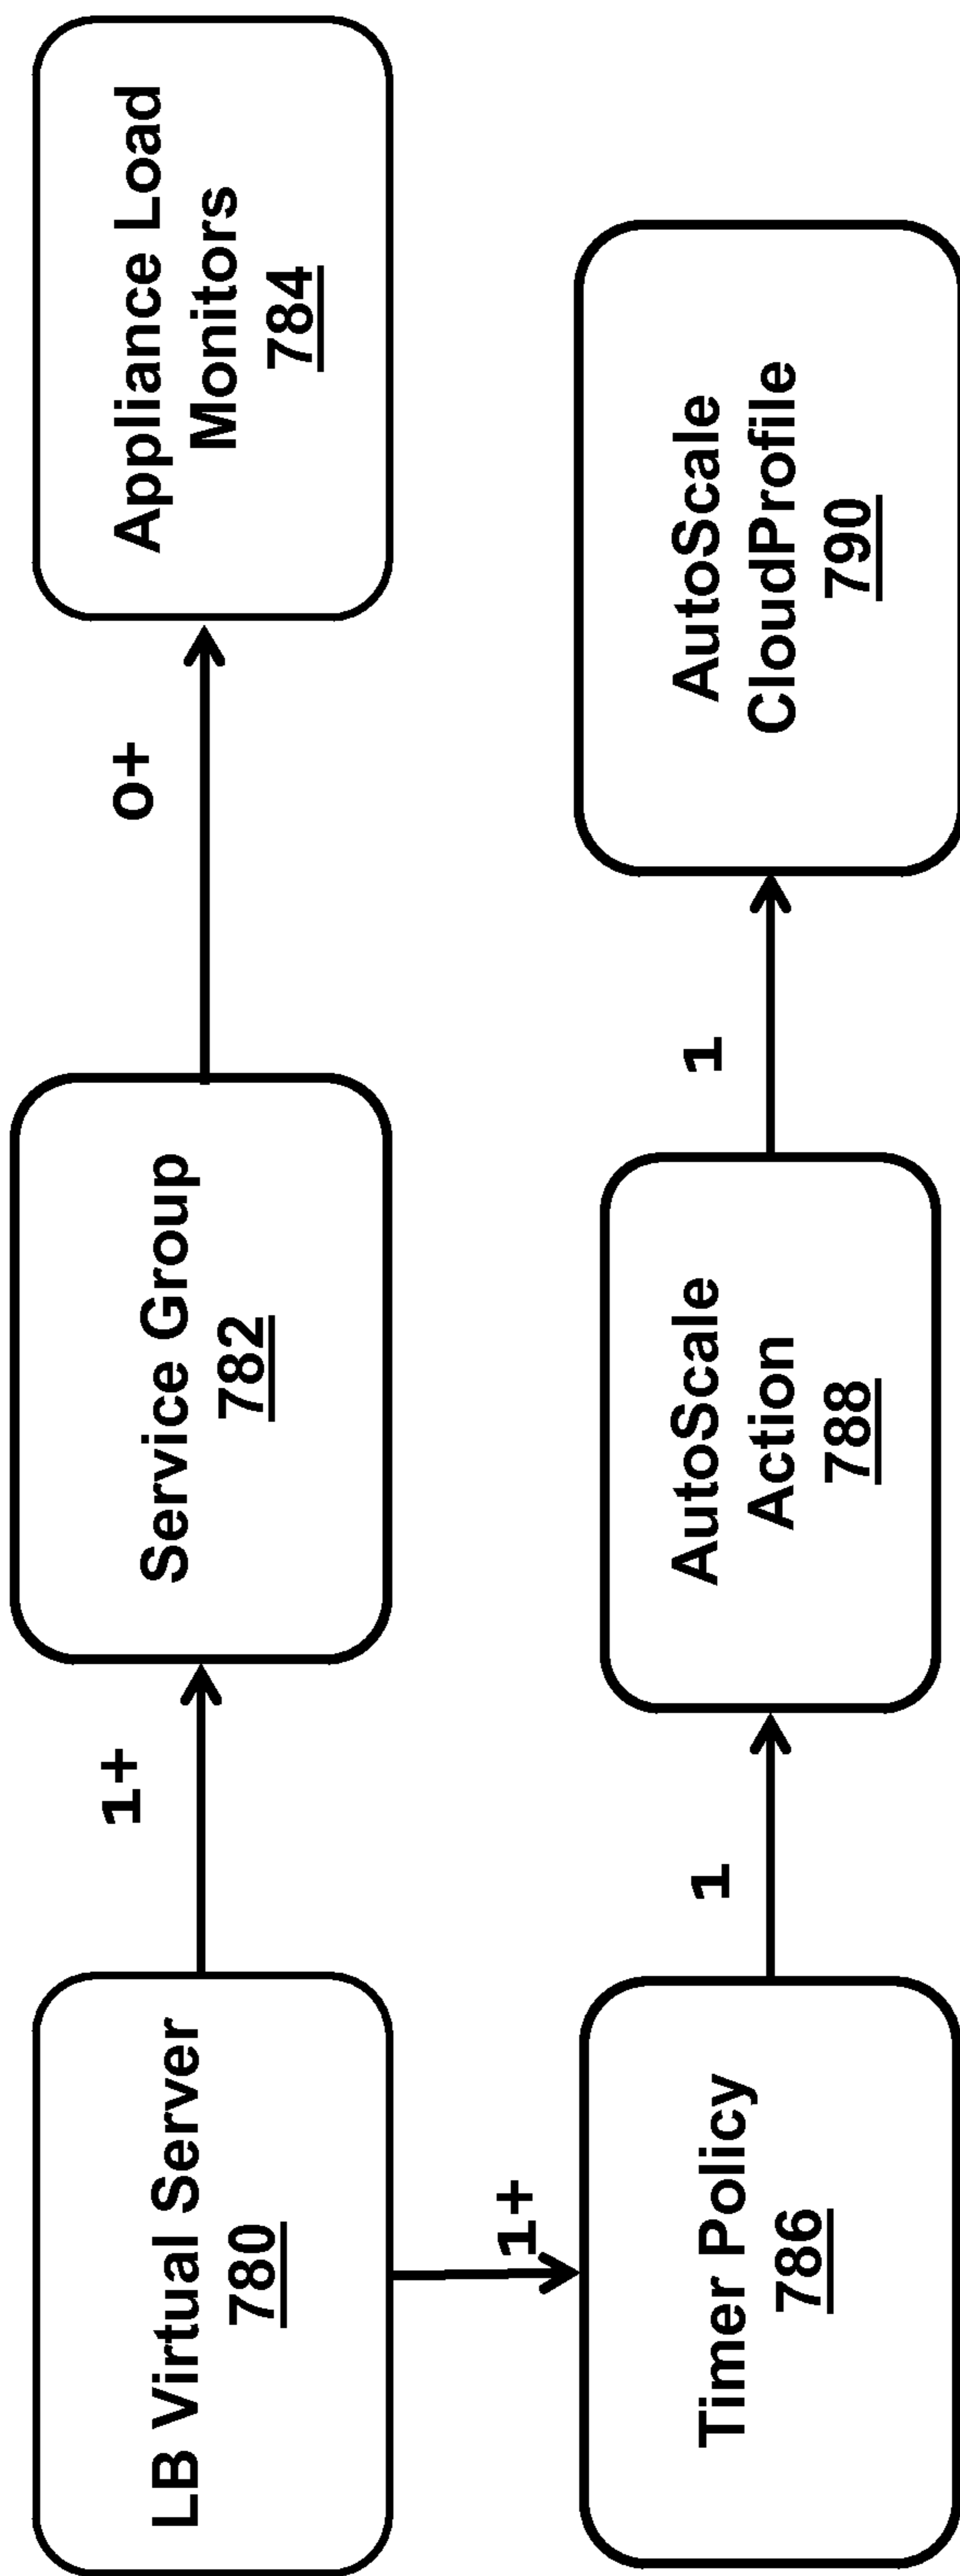 LB Virtual Server
780
1+
Service Group
782
o+
Appliance Load
Monitors
784
1+
Timer Policy
786
1
AutoScale
Action
788
1
AutoScale
CloudProfile
790